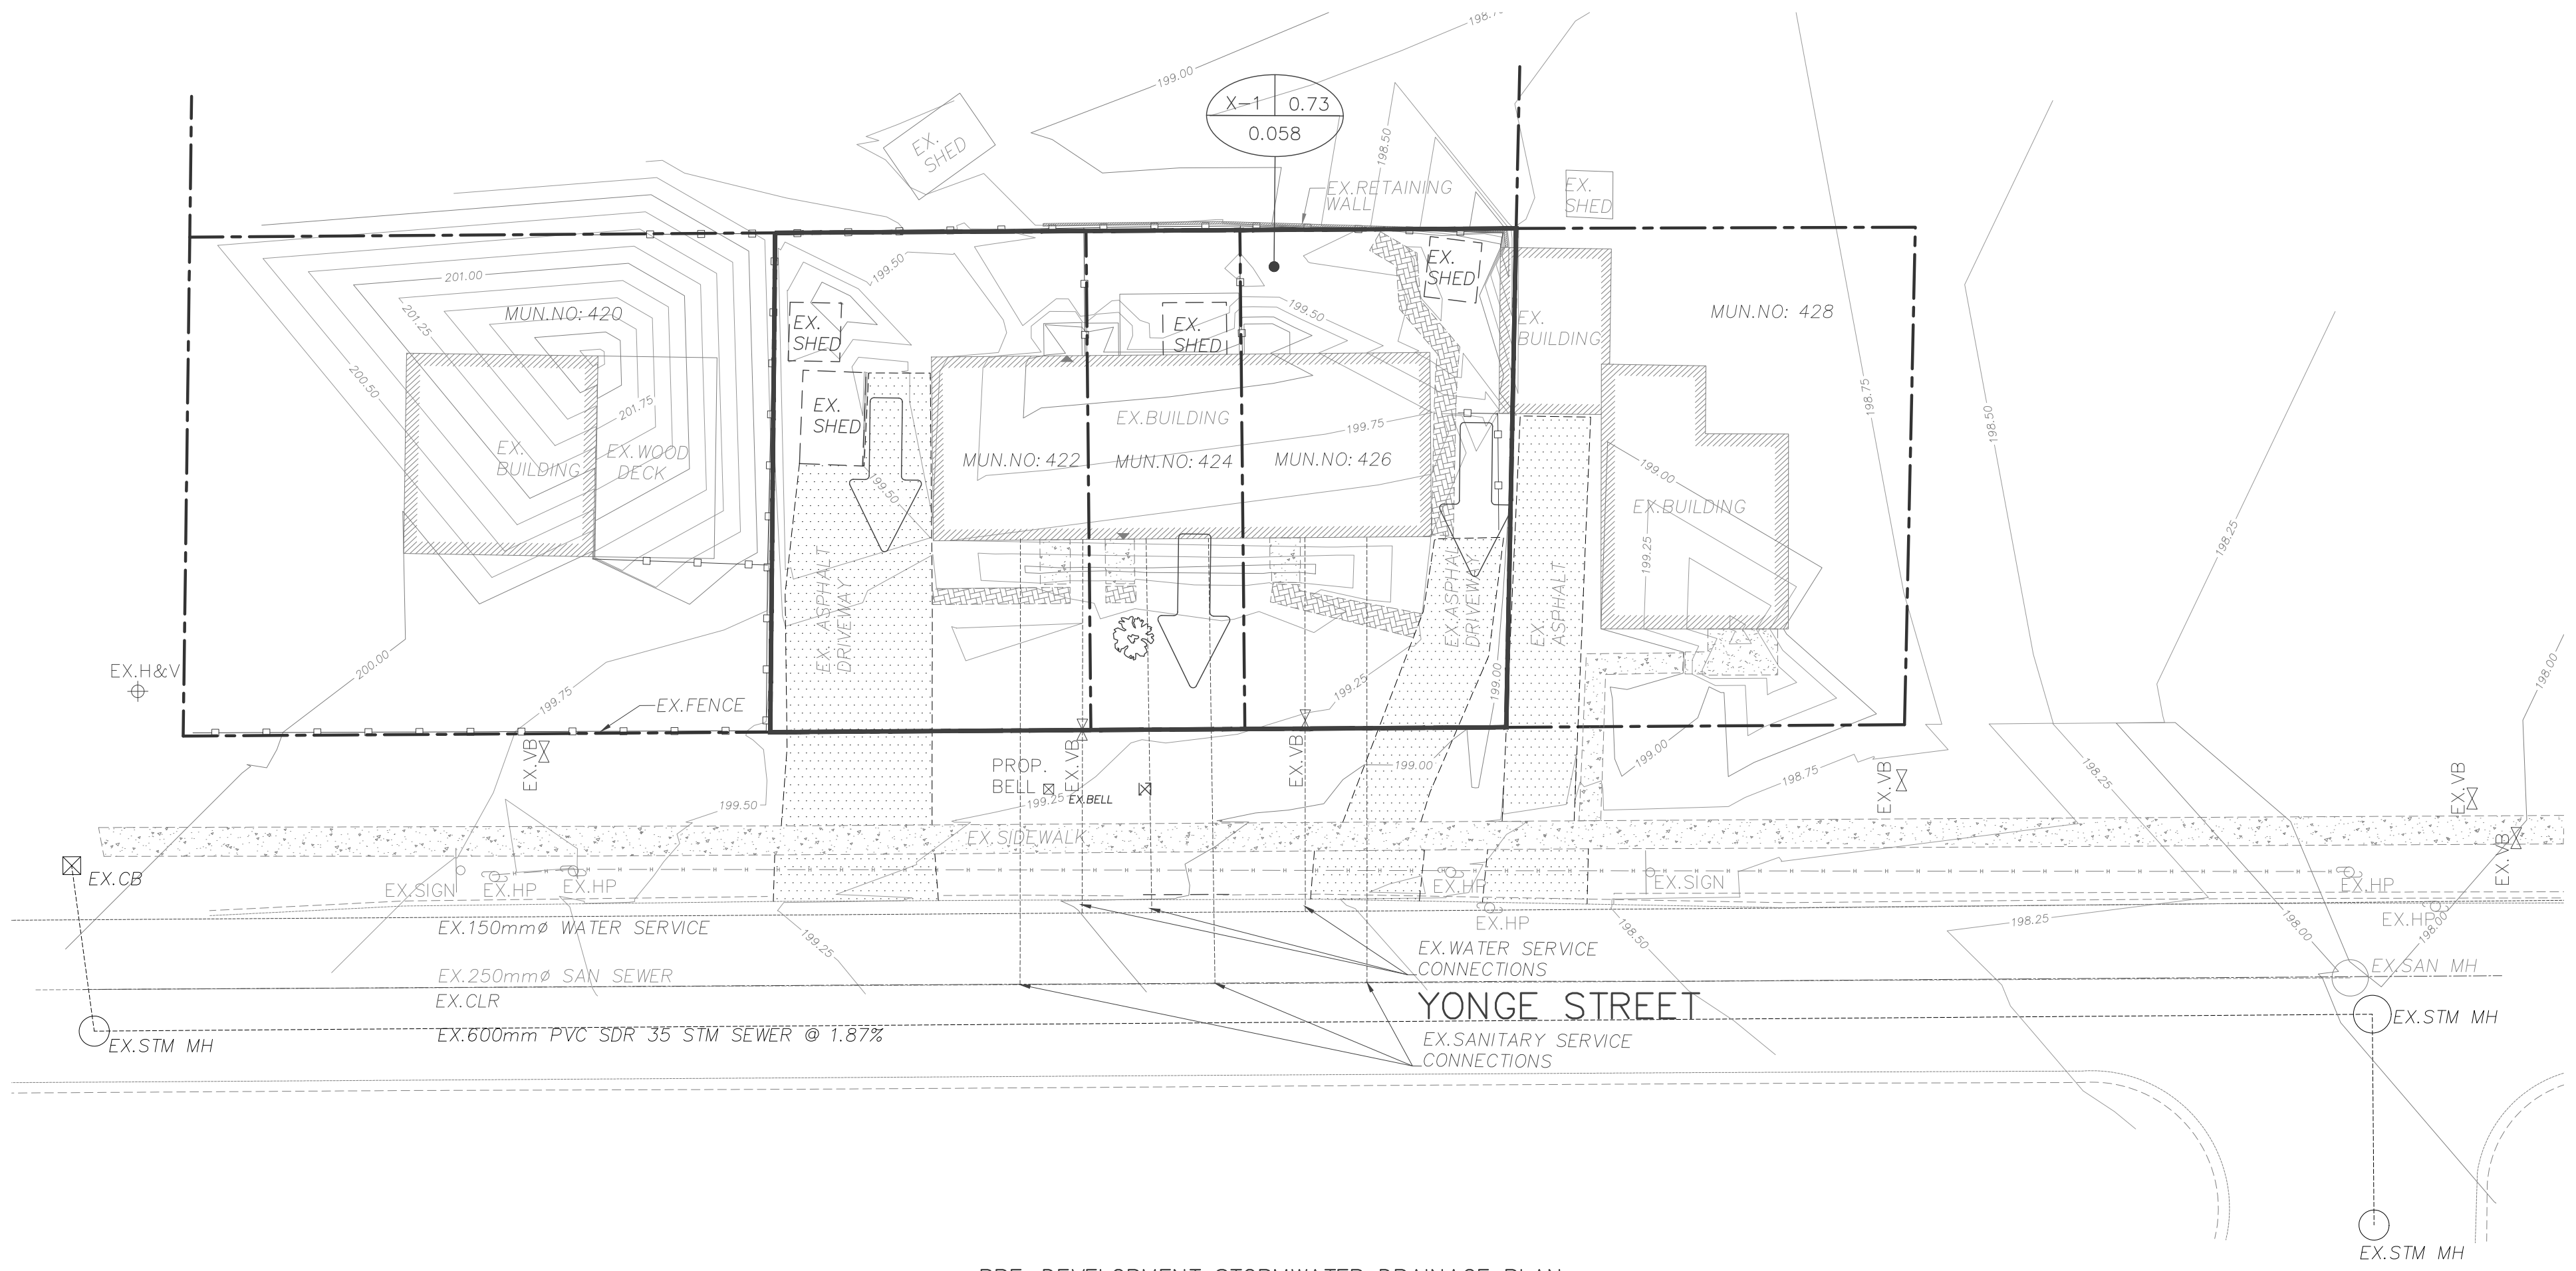 198.75
199.00
X-1 0.73
0.058
198.50
EX.
SHED
EX.RETAINING
WALL
EX.
SHED
199.50
201.00
MUN.NO: 420
201.25
EX.
SHED
EX.
SHED
EX.
SHED
199.50
EX.
BUILDING
MUN.NO: 428
200.50
201.75
198.75
198.50
EX.
SHED
EX.BUILDING
199.75
EX.
BUILDING
EX.WOOD
DECK
MUN.NO: 422
MUN.NO: 424
MUN.NO: 426
199.00
199.50
EX.BUILDING
199.25
198.25
EX. ASPHALT
DRIVEWAY
EX. ASPHALT
DRIVEWAY
EX.
ASPHALT
EX.H&V
200.00
199.75
199.25
199.00
198.00
EX.FENCE
EX.VB
PROP.
BELL
EX.VB
EX.BELL
EX.VB
199.00
199.00
198.75
EX.VB
198.25
EX.VB
199.50
199.25
EX.SIDEWALK
EX.VB
EX.CB
EX.SIGN
EX.HP
EX.HP
EX.HP
EX.SIGN
EX.HP
EX.150mmø WATER SERVICE
199.25
EX.HP
198.50
198.25
198.00
EX.HP
198.00
EX.WATER SERVICE
CONNECTIONS
EX.250mmø SAN SEWER
EX.SAN MH
EX.CLR
YONGE STREET
EX.STM MH
EX.STM MH
EX.600mm PVC SDR 35 STM SEWER @ 1.87%
EX.SANITARY SERVICE
CONNECTIONS
EX.STM MH
PRE-DEVELOPMENT STORMWATER DRAINAGE PLAN